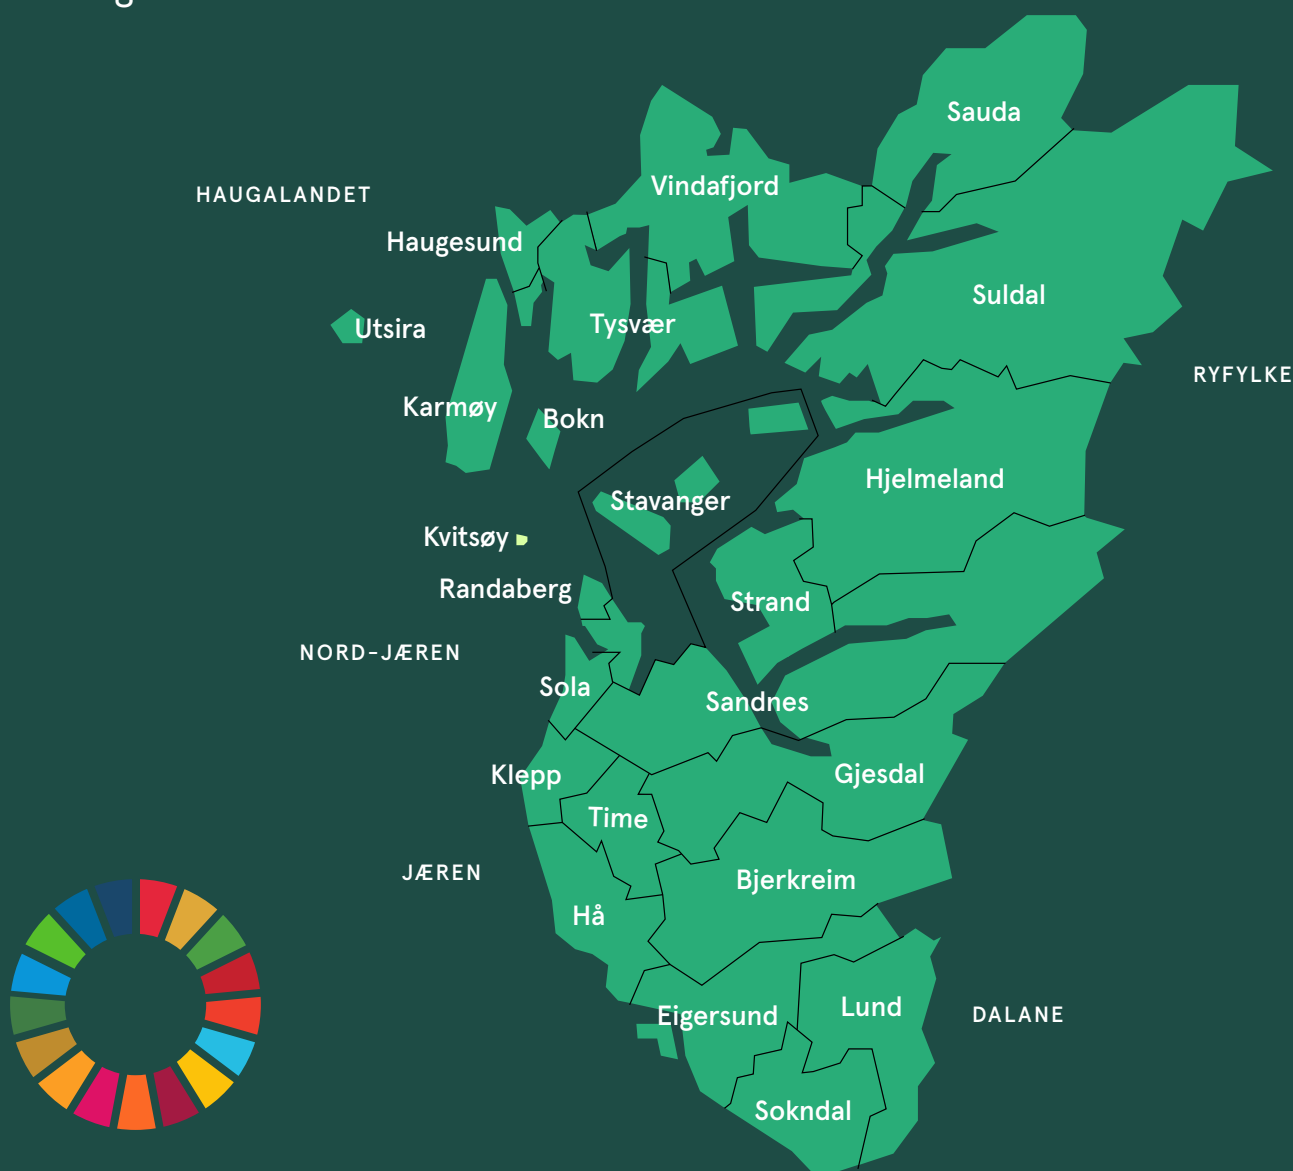 Sauda
Vindafjord
HAUGALANDET
Haugesund
Suldal
Tysvær
Utsira
RYFYLKE
Karmøy
Bokn
Hjelmeland
Stavanger
Kvitsøy
Randaberg
Strand
NORD-JÆREN
Sola
Sandnes
Klepp
Gjesdal
Time
JÆREN
Bjerkreim
Hå
Lund
Eigersund
DALANE
Sokndal